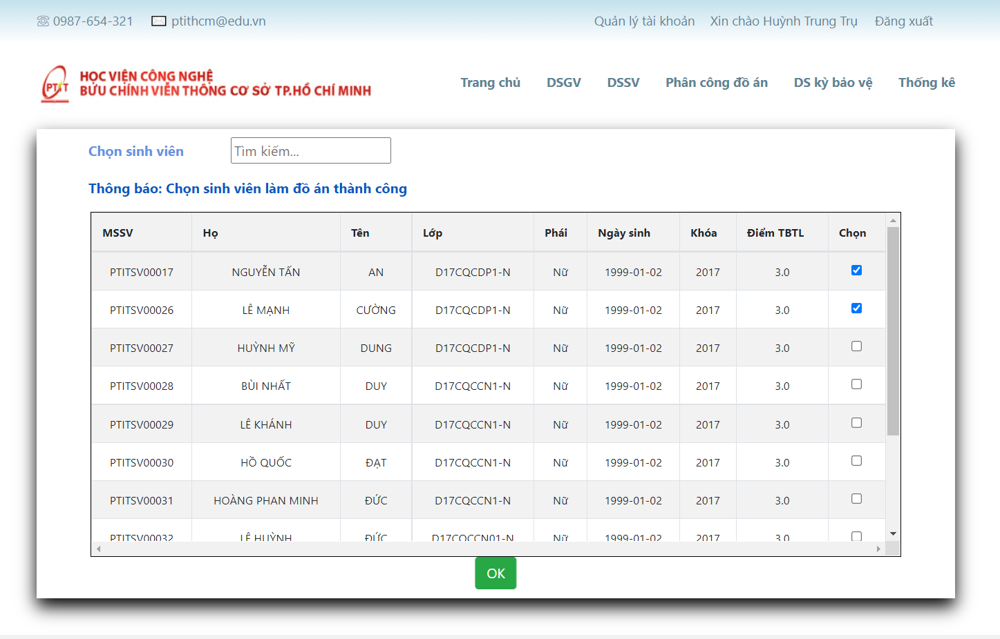 0987-654-321 ptithcm@edu.vn Quản lý tài khoản Xin chào Huỳnh Trung Trụ Đăng xuất
PTIT HỌC VIỆN CÔNG NGHỆ
BƯU CHÍNH VIỄN THÔNG CƠ SỞ TP.HỒ CHÍ MINH
Trang chủ DSGV DSSV Phân công đồ án DS kỳ bảo vệ Thống kê
Chọn sinh viên Tìm kiếm...
Thông báo: Chọn sinh viên làm đồ án thành công
MSSV Họ Tên Lớp Phái Ngày sinh Khóa Điểm TBTL Chọn
PTITSV00017 NGUYỄN TẤN AN D17CQCDP1-N Nữ 1999-01-02 2017 3.0
PTITSV00026 LÊ MẠNH CƯỜNG D17CQCDP1-N Nữ 1999-01-02 2017 3.0
PTITSV00027 HUỲNH MỸ DUNG D17CQCDP1-N Nữ 1999-01-02 2017 3.0
PTITSV00028 BÙI NHẤT DUY D17CQCCN1-N Nữ 1999-01-02 2017 3.0
PTITSV00029 LÊ KHÁNH DUY D17CQCCN1-N Nữ 1999-01-02 2017 3.0
PTITSV00030 HỒ QUỐC ĐẠT D17CQCCN1-N Nữ 1999-01-02 2017 3.0
PTITSV00031 HOÀNG PHAN MINH ĐỨC D17CQCCN1-N Nữ 1999-01-02 2017 3.0
PTITSV00032 LÊ HUỲNH ĐỨC D17CQCCN01-N Nữ 1999-01-02 2017 3.0
OK